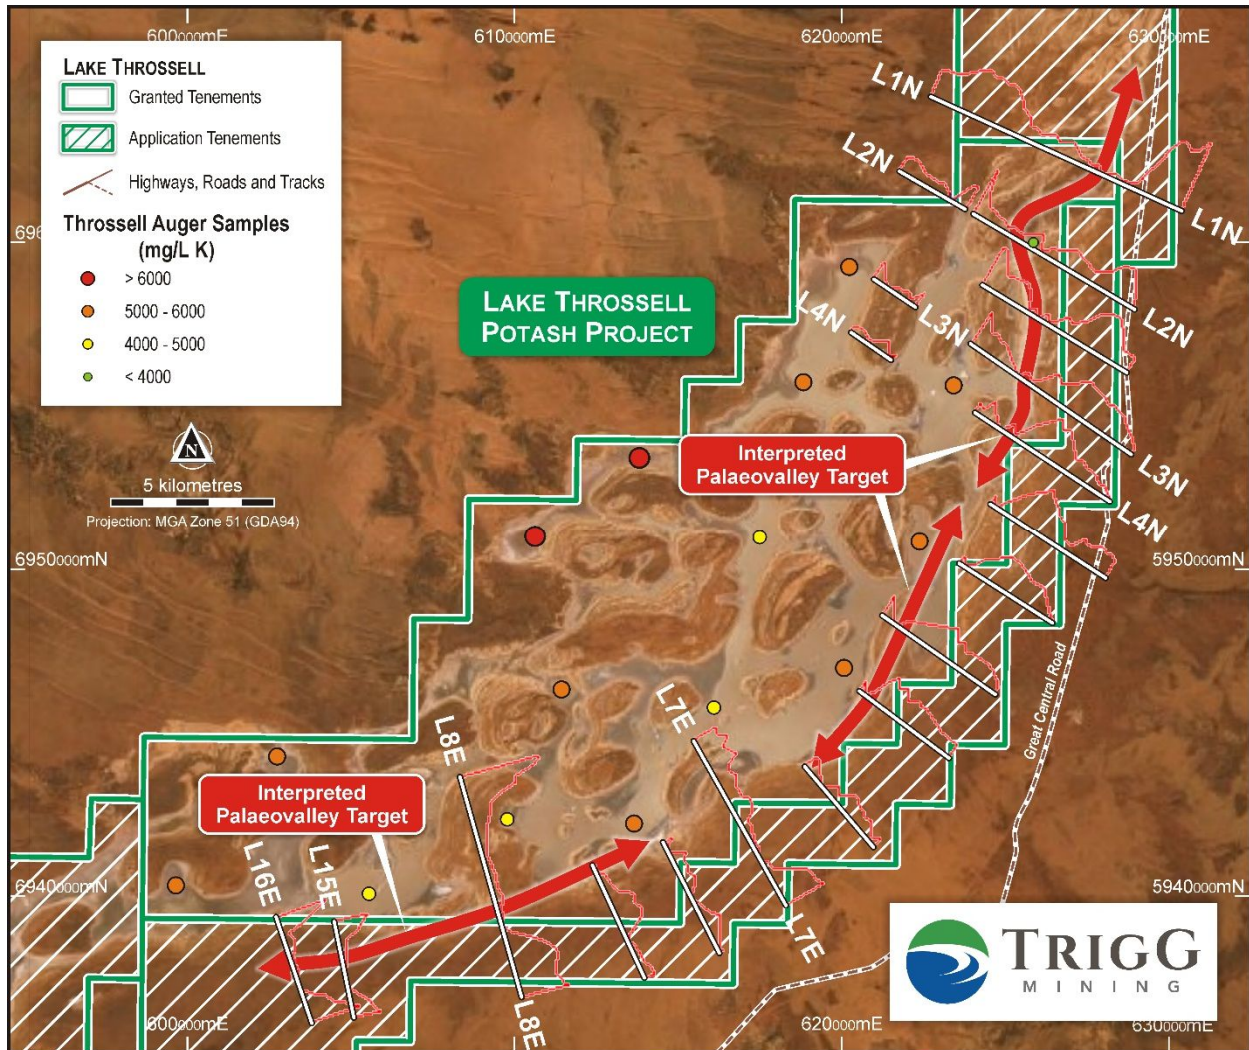 600000mE
610000mE
620000mE
630000mE
LAKE THROSSELL
Granted Tenements
Application Tenements
Highways, Roads and Tracks
Throssell Auger Samples
(mg/L K)
> 6000
5000 - 6000
4000 - 5000
< 4000
N
5 kilometres
Projection: MGA Zone 51 (GDA94)
LAKE THROSSELL
POTASH PROJECT
L1N
L2N
L1N
L4N
L3N
L2N
Interpreted
Palaeovalley Target
L3N
L4N
6950000mN
5950000mN
Great Central Road
L7E
L8E
Interpreted
Palaeovalley Target
L16E
L15E
6940000mN
5940000mN
L7E
L8E
TRIGG
MINING
600000mE
620000mE
630000mE